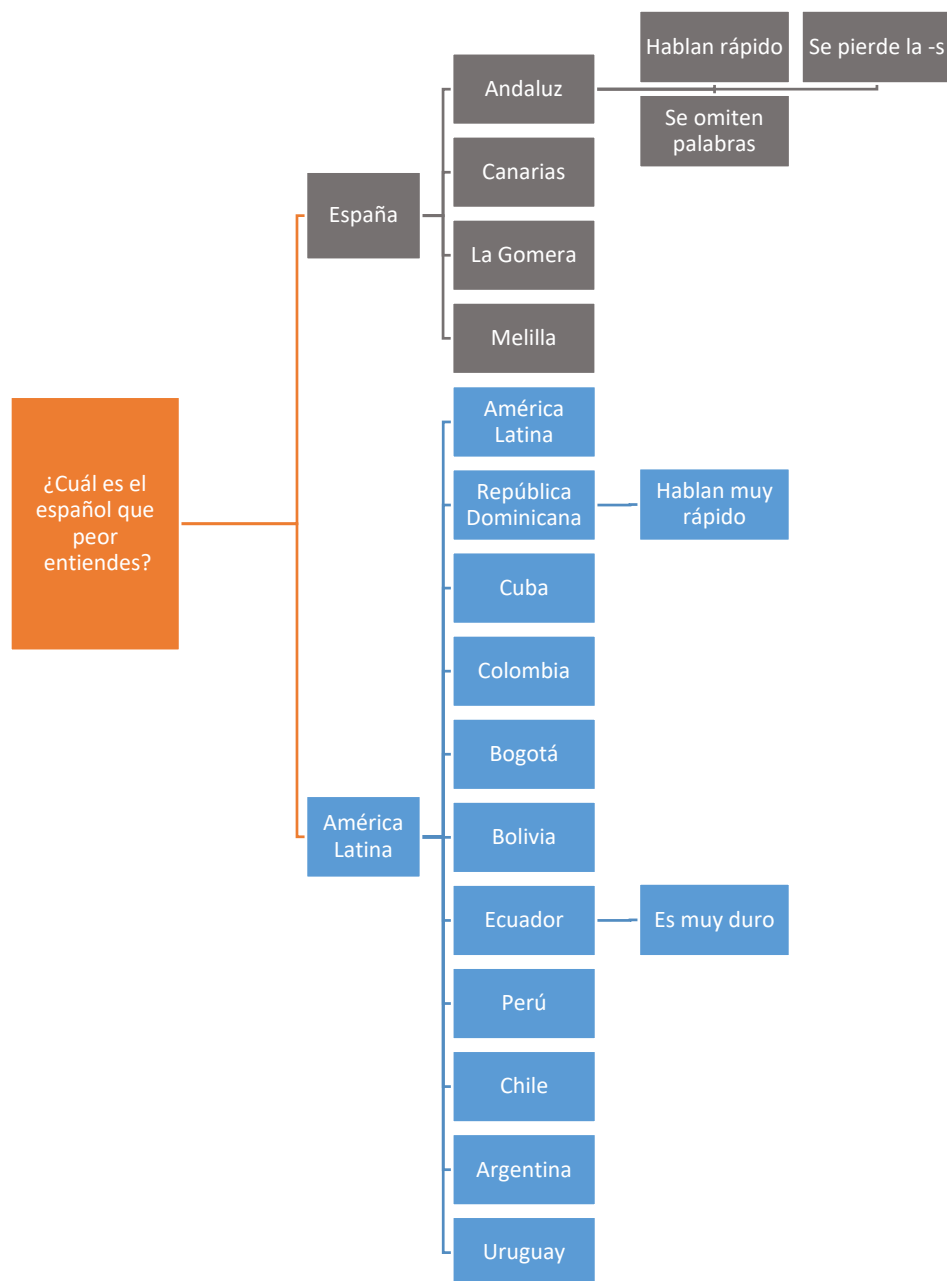 ¿Cuál es el
español que
peor
entiendes?
España
Andaluz
Hablan rápido
Se pierde la -s
Se omiten
palabras
Canarias
La Gomera
Melilla
América
Latina
América
Latina
República
Dominicana
Hablan muy
rápido
Cuba
Colombia
Bogotá
Bolivia
Ecuador
Es muy duro
Perú
Chile
Argentina
Uruguay